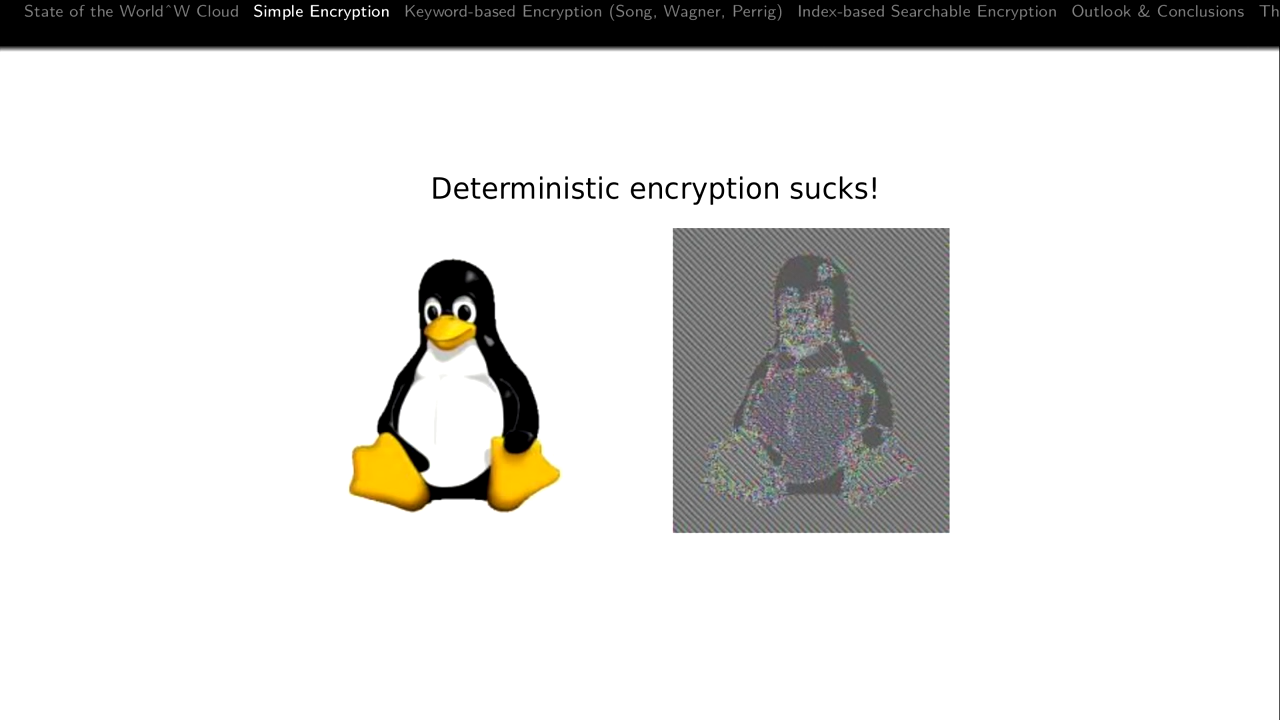 State of the World^W Cloud Simple Encryption Keyword-based Encryption (Song, Wagner, Perrig) Index-based Searchable Encryption Outlook & Conclusions Th
Deterministic encryption sucks!